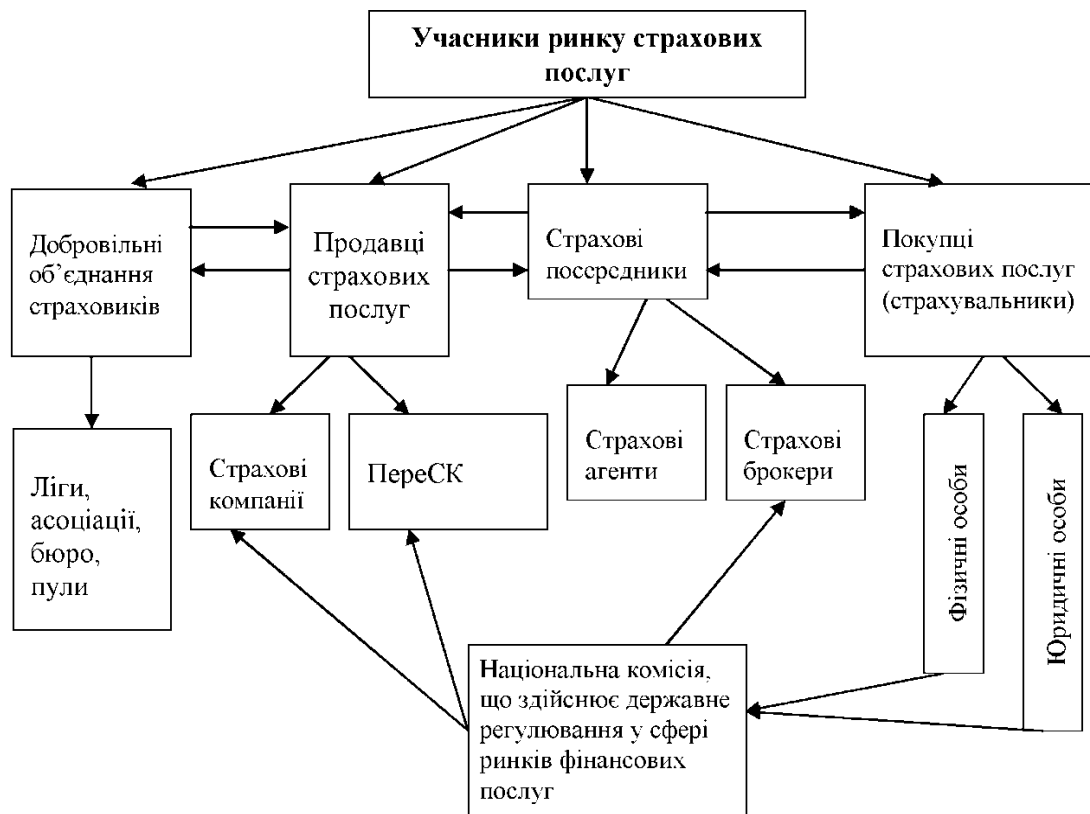 Учасники ринку страхових
послуг
Добровільні
об’єднання
страховиків
Продавці
страхових
послуг
Страхові
посередники
Покупці
страхових послуг
(страхувальники)
Ліги,
асоціації,
бюро,
пули
Страхові
компанії
ПереСК
Страхові
агенти
Страхові
брокери
Фізичні особи
Юридичні особи
Національна комісія,
що здійснює державне
регулювання у сфері
ринків фінансових
послуг